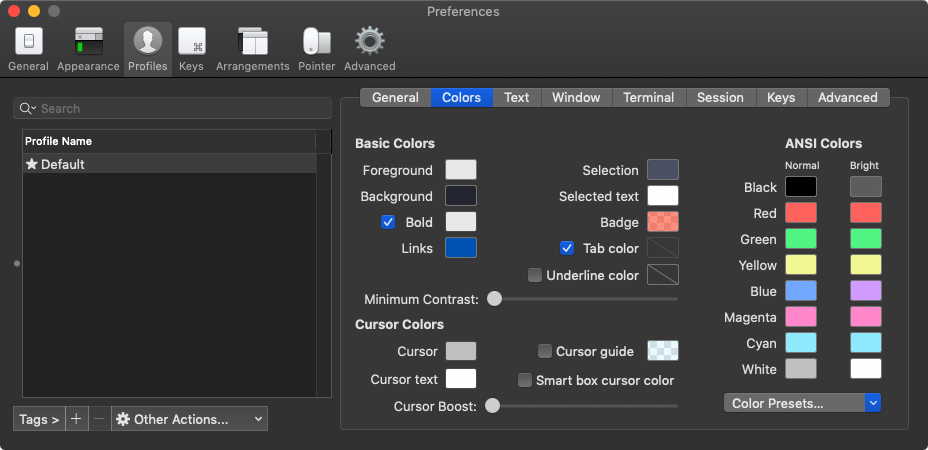 Preferences
General Appearance Profiles Keys Arrangements Pointer Advanced
Search
Profile Name
Default
Tags > + − Other Actions...
General Colors Text Window Terminal Session Keys Advanced
Basic Colors
Foreground
Background
Bold
Links
Selection
Selected text
Badge
Tab color
Underline color
Minimum Contrast:
Cursor Colors
Cursor
Cursor text
Cursor guide
Smart box cursor color
Cursor Boost:
ANSI Colors
Normal Bright
Black
Red
Green
Yellow
Blue
Magenta
Cyan
White
Color Presets...